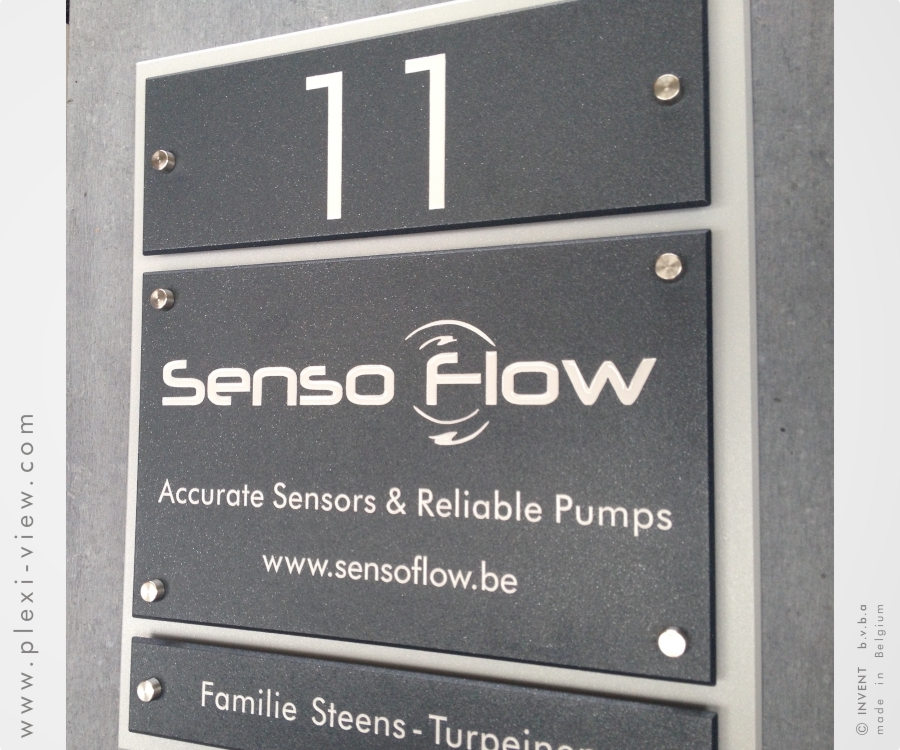 11
Senso Flow
Accurate Sensors & Reliable Pumps
www.sensoflow.be
Familie Steens-Turpeinen
www.plexi-view.com
© INVENT b.v.b.a
made in Belgium